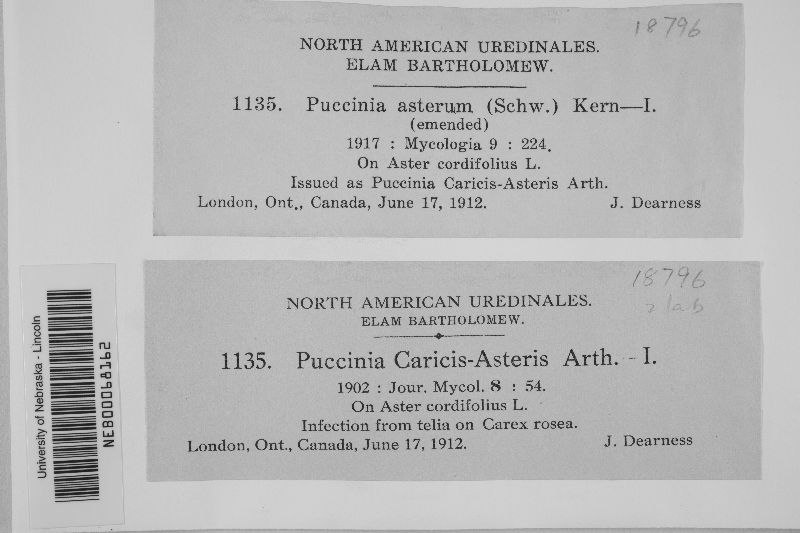 18796
NORTH AMERICAN UREDINALES.
ELAM BARTHOLOMEW.
1135. Puccinia asterum (Schw.) Kern—I.
(emended)
1917 : Mycologia 9 : 224.
On Aster cordifolius L.
Issued as Puccinia Caricis-Asteris Arth.
London, Ont., Canada, June 17, 1912. J. Dearness
18796
NORTH AMERICAN UREDINALES.
ELAM BARTHOLOMEW.
1135. Puccinia Caricis-Asteris Arth. - I.
1902 : Jour. Mycol. 8 : 54.
On Aster cordifolius L.
Infection from telia on Carex rosea.
London, Ont., Canada, June 17, 1912. J. Dearness
University of Nebraska - Lincoln
NEB00068162